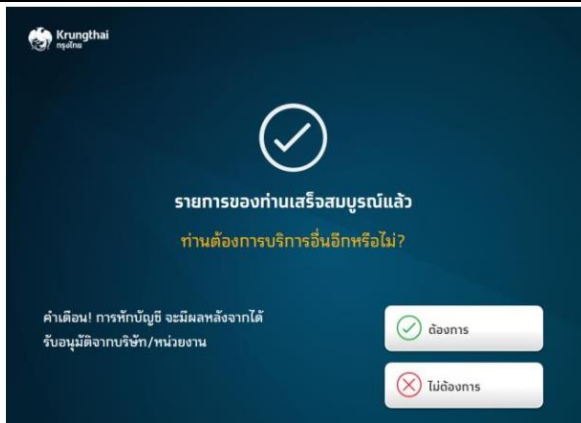 Krungthai
กรุงไทย
รายการของท่านเสร็จสมบูรณ์แล้ว
ท่านต้องการบริการอื่นอีกหรือไม่?
คำเตือน! การหักบัญชี จะมีผลหลังจากได้
รับอนุมัติจากบริษัท/หน่วยงาน
ต้องการ
ไม่ต้องการ